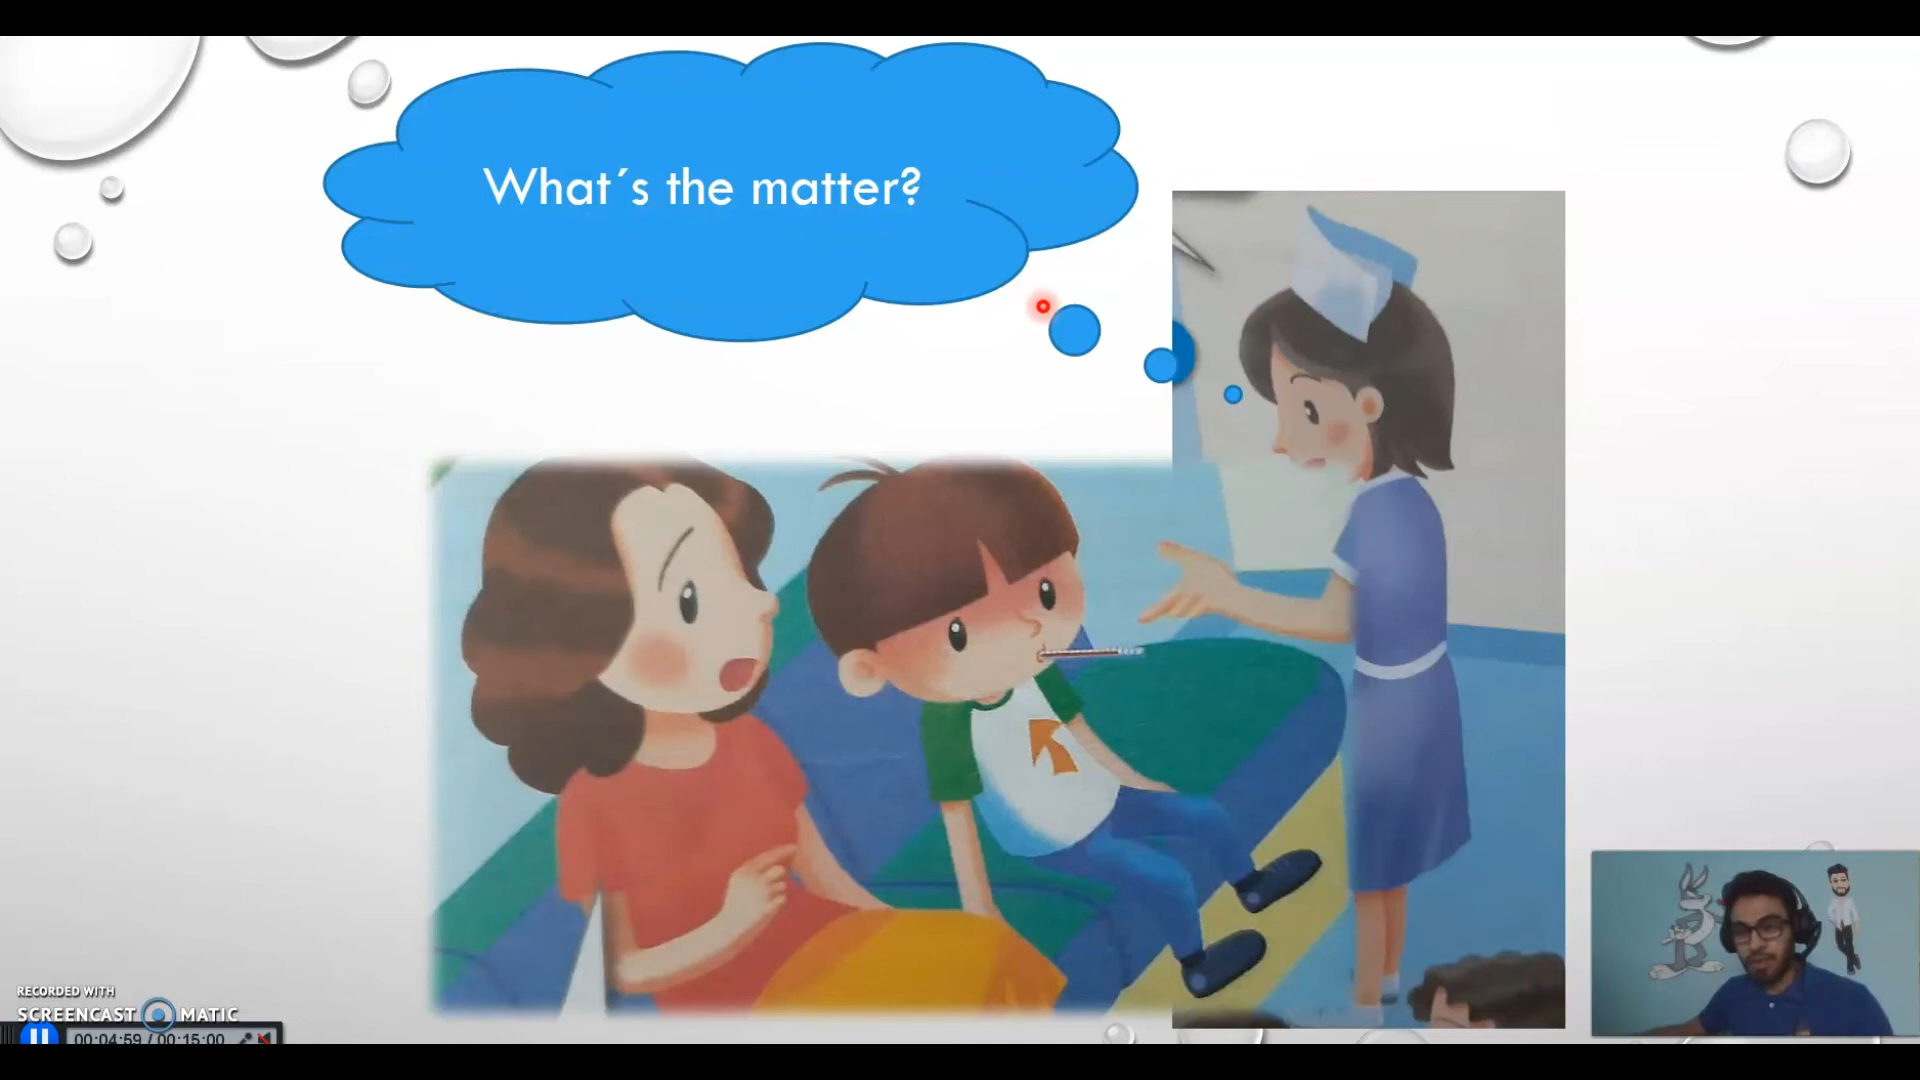 What´s the matter?
RECORDED WITH
SCREENCAST MATIC
00:04:59 / 00:15:00